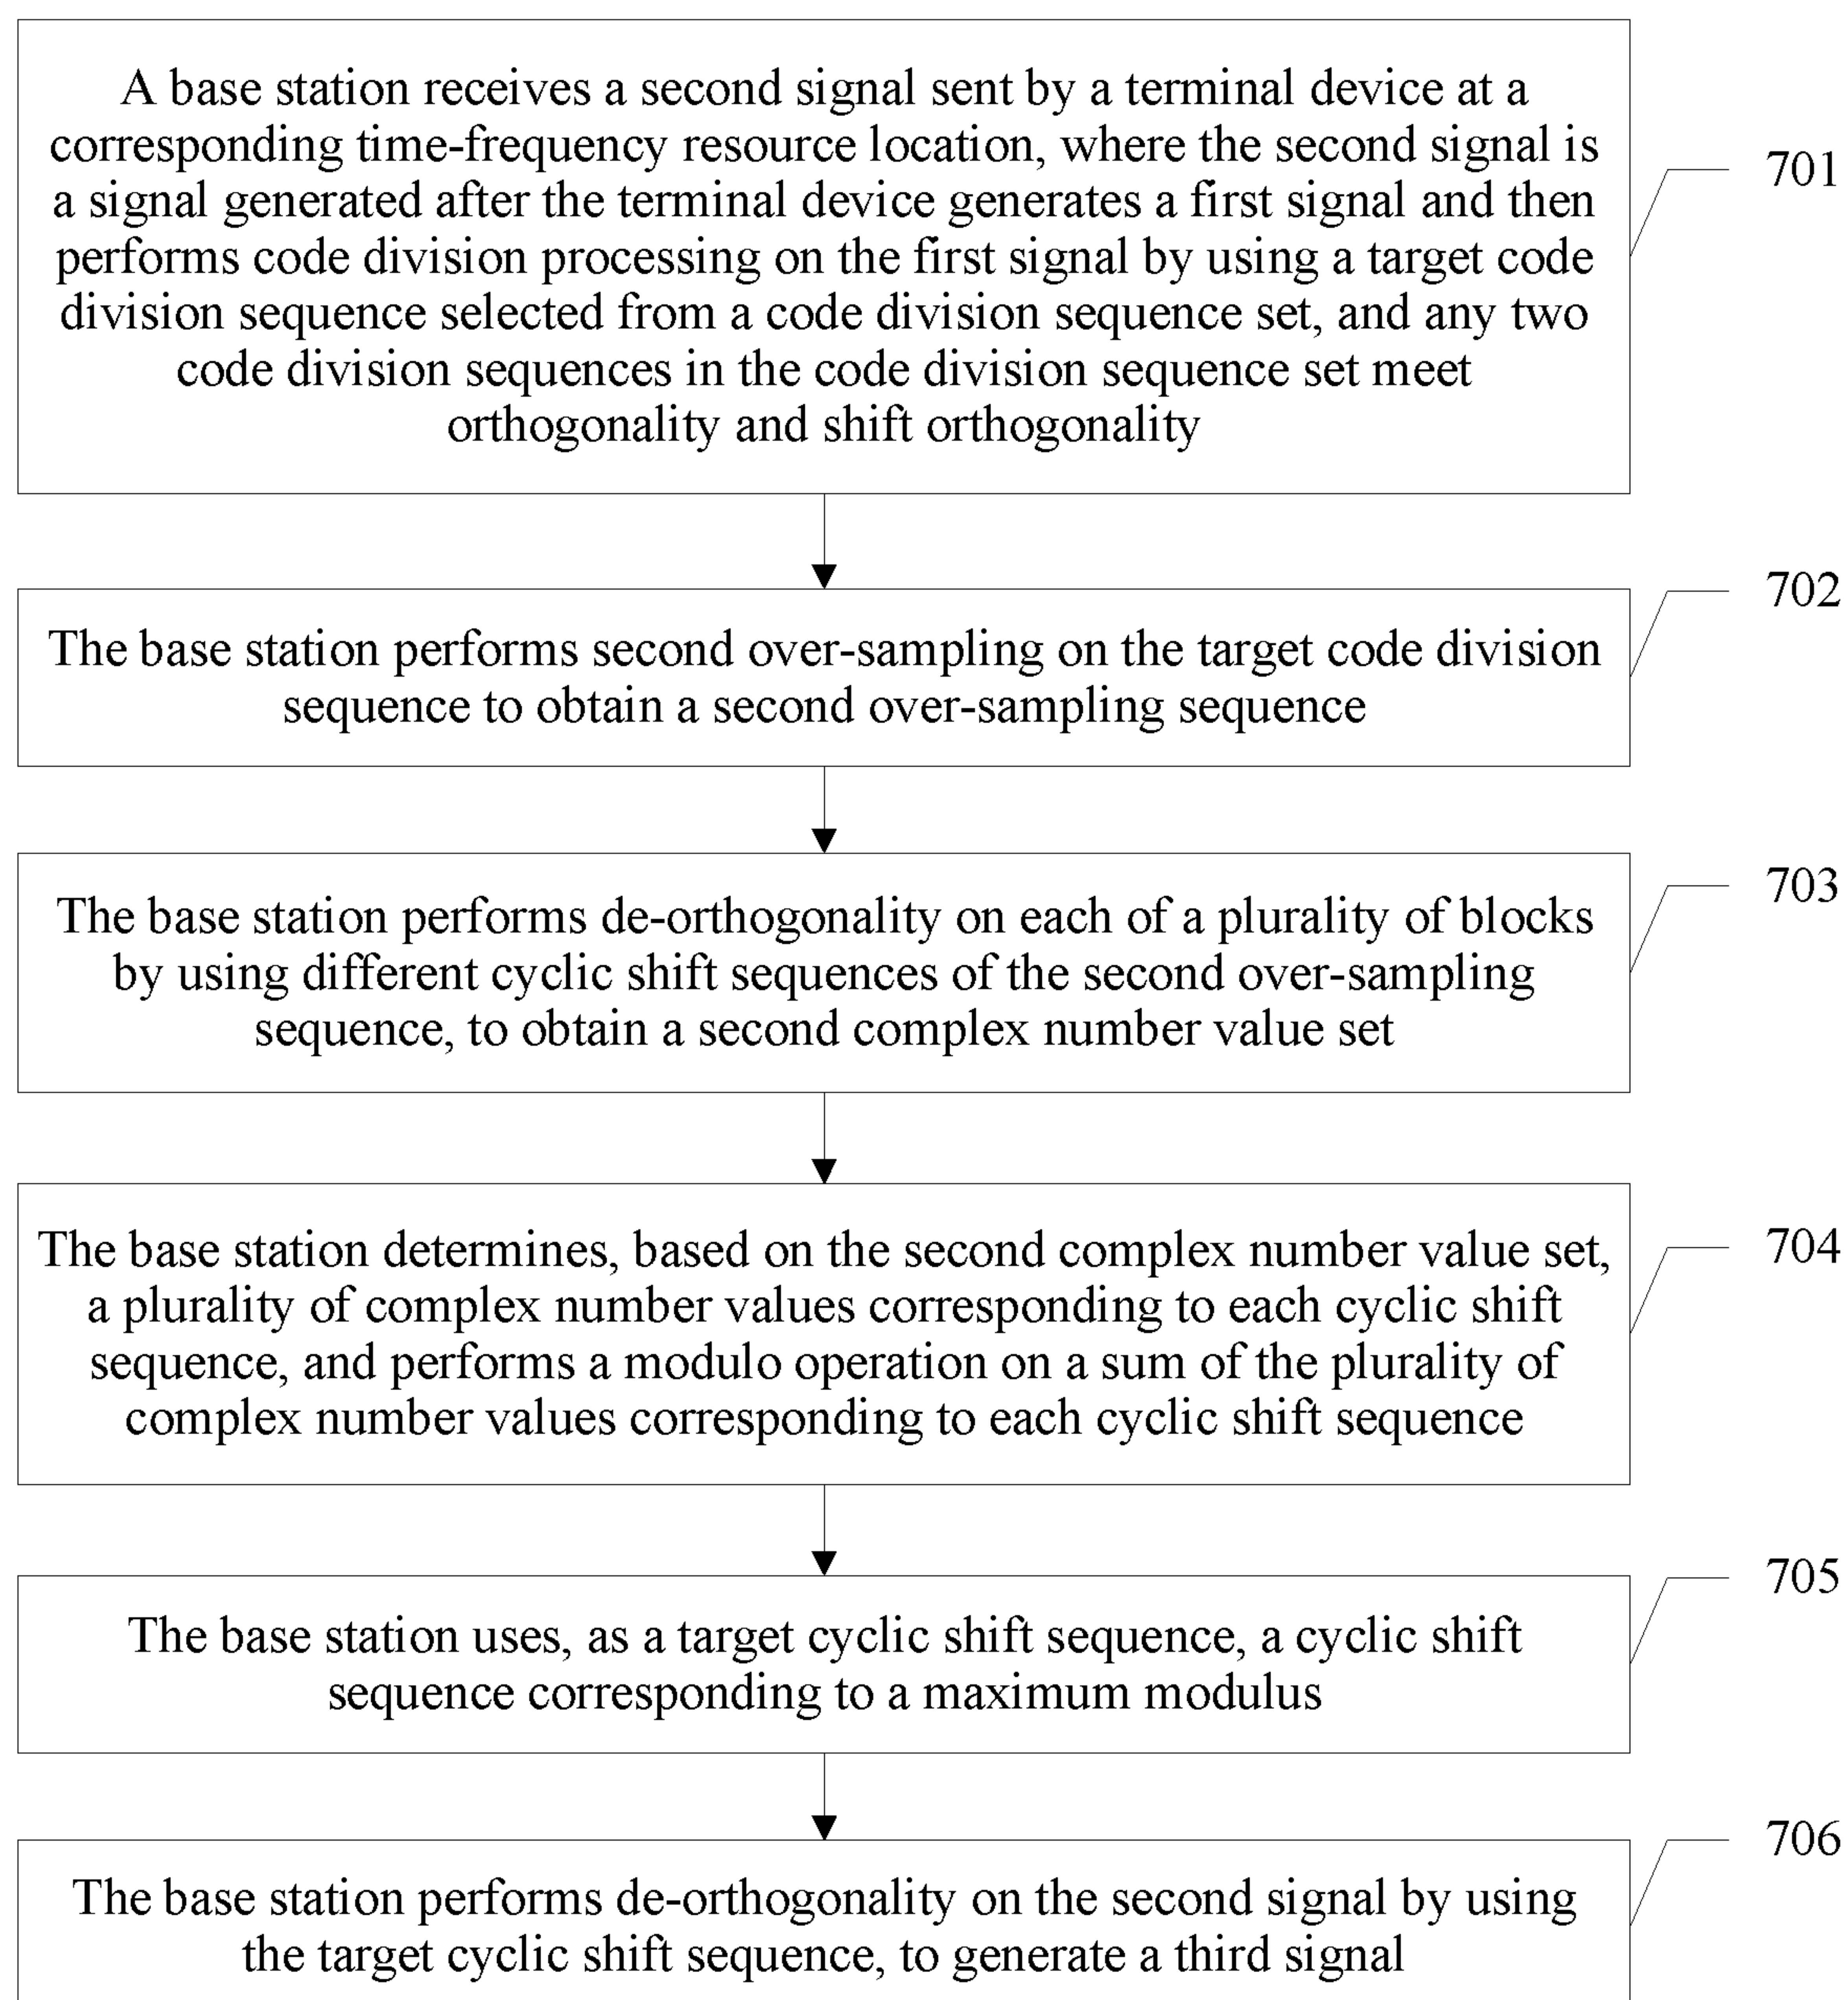 A base station receives a second signal sent by a terminal device at a
corresponding time-frequency resource location, where the second signal is
a signal generated after the terminal device generates a first signal and then
performs code division processing on the first signal by using a target code
division sequence selected from a code division sequence set, and any two
code division sequences in the code division sequence set meet
orthogonality and shift orthogonality
701
The base station performs second over-sampling on the target code division
sequence to obtain a second over-sampling sequence
702
The base station performs de-orthogonality on each of a plurality of blocks
by using different cyclic shift sequences of the second over-sampling
sequence, to obtain a second complex number value set
703
The base station determines, based on the second complex number value set,
a plurality of complex number values corresponding to each cyclic shift
sequence, and performs a modulo operation on a sum of the plurality of
complex number values corresponding to each cyclic shift sequence
704
The base station uses, as a target cyclic shift sequence, a cyclic shift
sequence corresponding to a maximum modulus
705
The base station performs de-orthogonality on the second signal by using
the target cyclic shift sequence, to generate a third signal
706